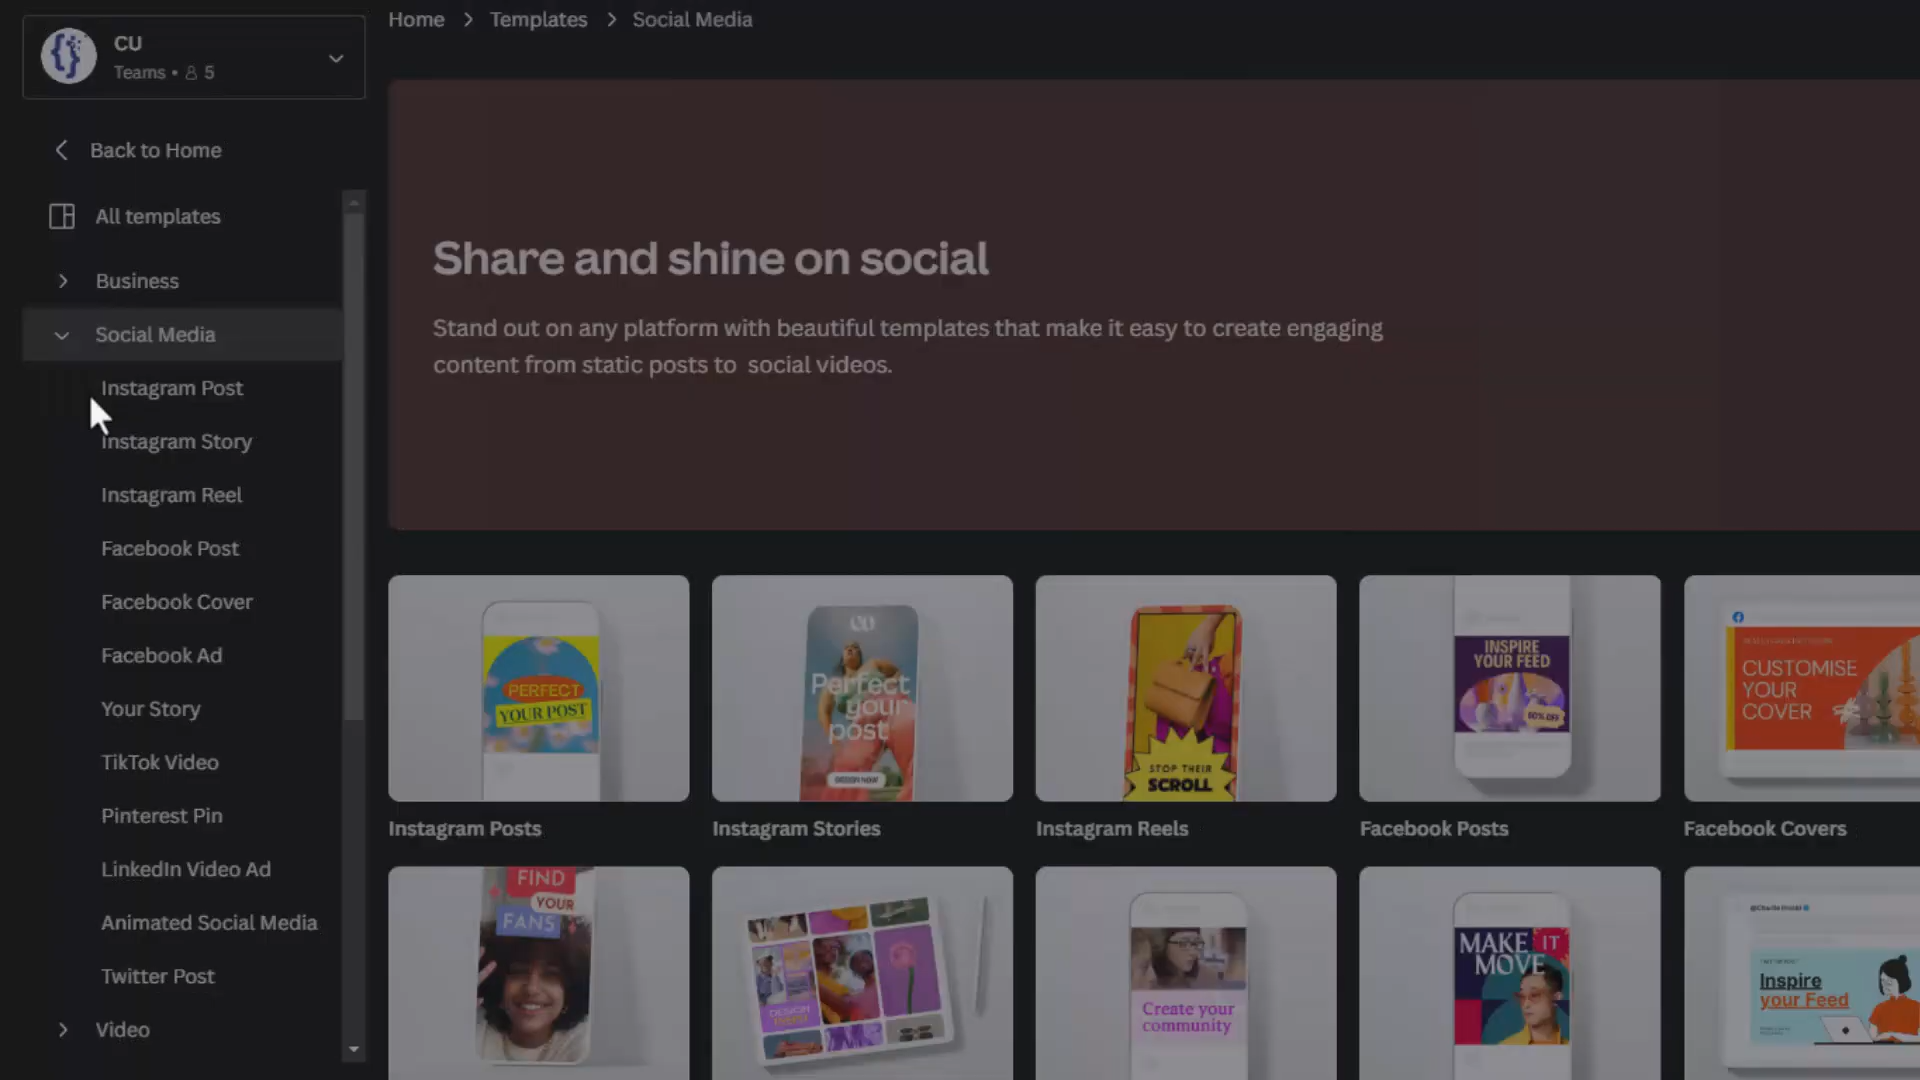 CU
Teams • 5
Back to Home
All templates
Business
Social Media
Instagram Post
Instagram Story
Instagram Reel
Facebook Post
Facebook Cover
Facebook Ad
Your Story
TikTok Video
Pinterest Pin
LinkedIn Video Ad
Animated Social Media
Twitter Post
Video
Home > Templates > Social Media
Share and shine on social
Stand out on any platform with beautiful templates that make it easy to create engaging
content from static posts to social videos.
PERFECT
YOUR POST
Perfect
your
post
DESIGN NOW
STOP THEIR
SCROLL
INSPIRE
YOUR FEED
60% OFF
CUSTOMISE
YOUR
COVER
Instagram Posts
Instagram Stories
Instagram Reels
Facebook Posts
Facebook Covers
FIND
YOUR
FANS
Create your
community
MAKE IT
MOVE
Inspire
your Feed